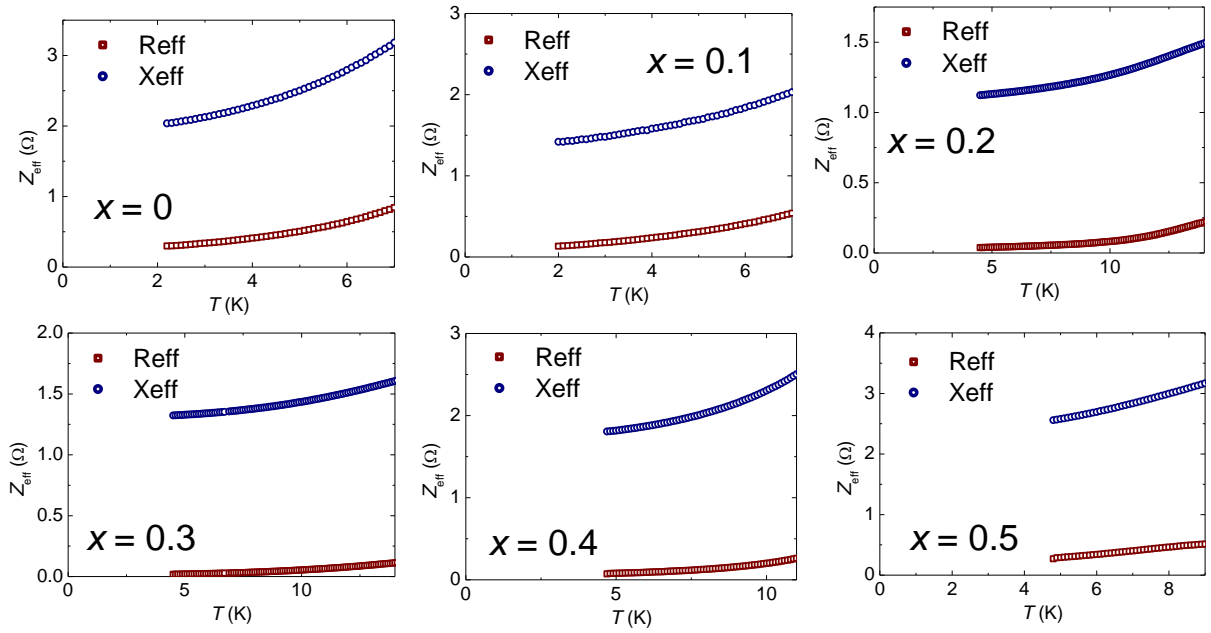 Reff
Xeff
x = 0
Z_eff (Ω)
3
2
1
0
0
2
4
6
T (K)
Reff
Xeff
x = 0.1
Z_eff (Ω)
3
2
1
0
0
2
4
6
T (K)
Reff
Xeff
x = 0.2
Z_eff (Ω)
1.5
0.75
0.0
0
5
10
T (K)
Reff
Xeff
x = 0.3
Z_eff (Ω)
2.0
1.5
1.0
0.5
0.0
0
5
10
T (K)
Reff
Xeff
x = 0.4
Z_eff (Ω)
3
2
1
0
0
5
10
T (K)
Reff
Xeff
x = 0.5
Z_eff (Ω)
4
3
2
1
0
0
2
4
6
8
T (K)